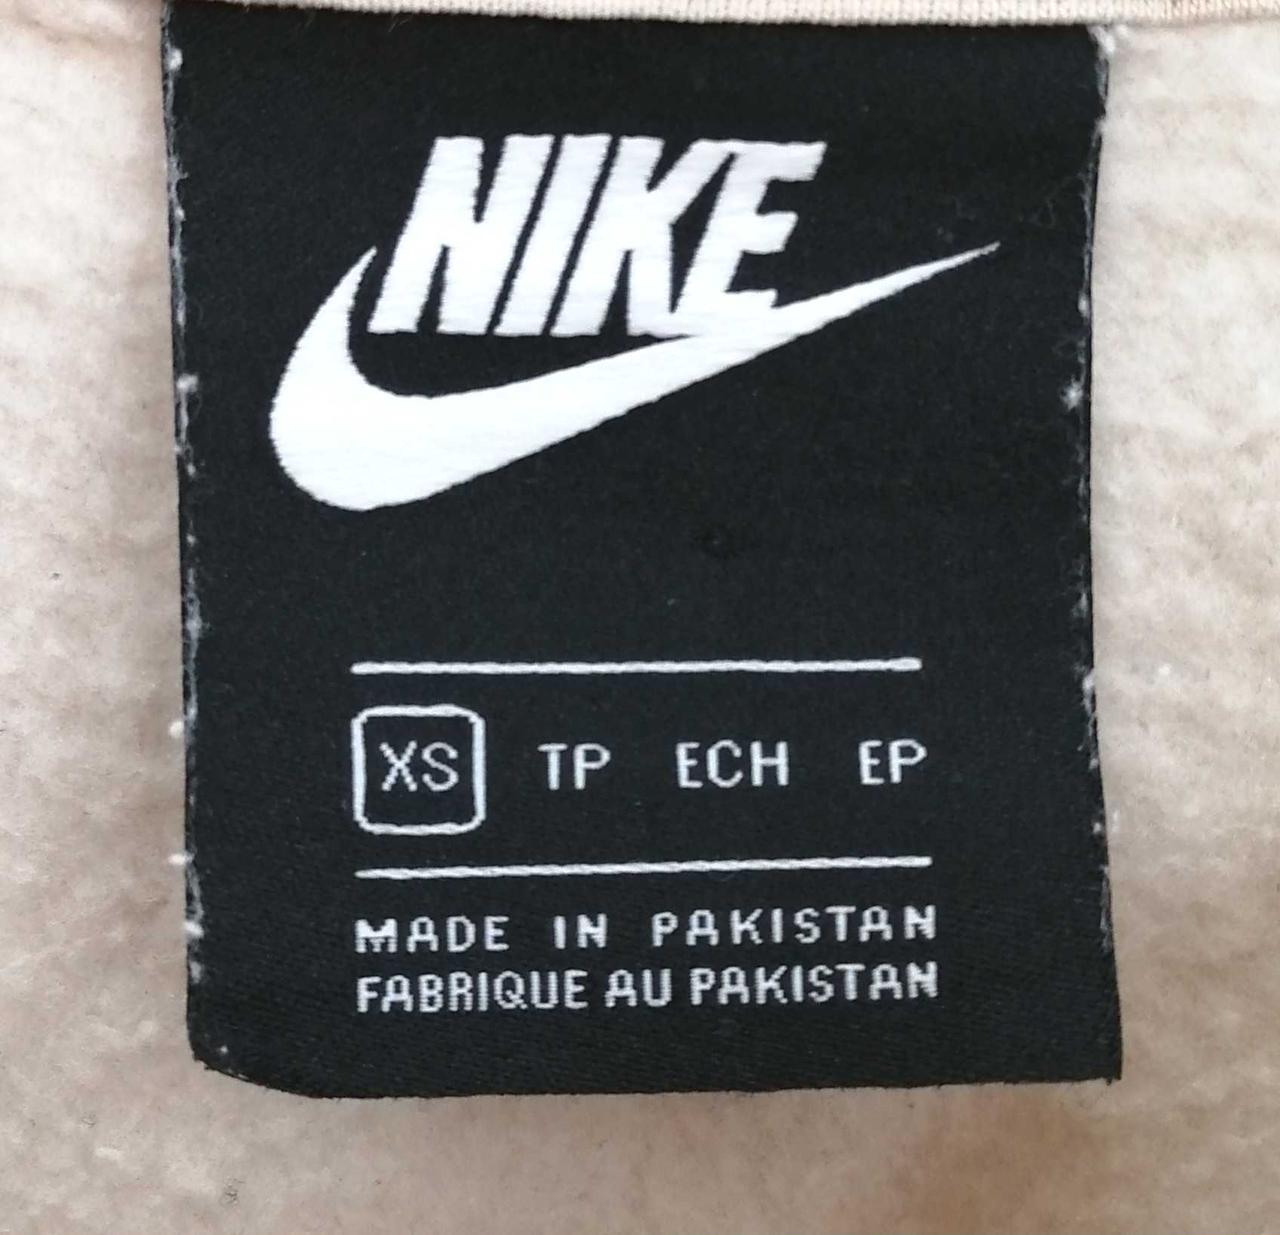 NIKE
XS TP ECH EP
MADE IN PAKISTAN
FABRIQUE AU PAKISTAN